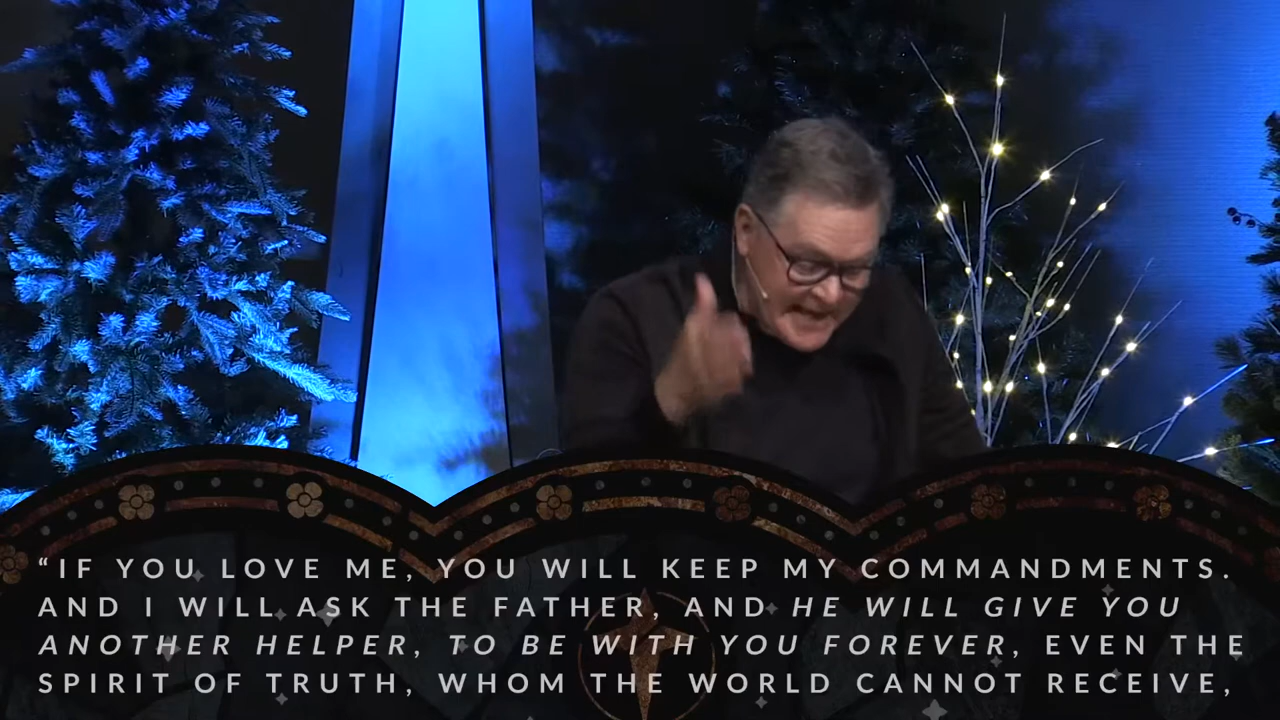 “IF YOU LOVE ME, YOU WILL KEEP MY COMMANDMENTS.
AND I WILL ASK THE FATHER, AND HE WILL GIVE YOU
ANOTHER HELPER, TO BE WITH YOU FOREVER, EVEN THE
SPIRIT OF TRUTH, WHOM THE WORLD CANNOT RECEIVE,